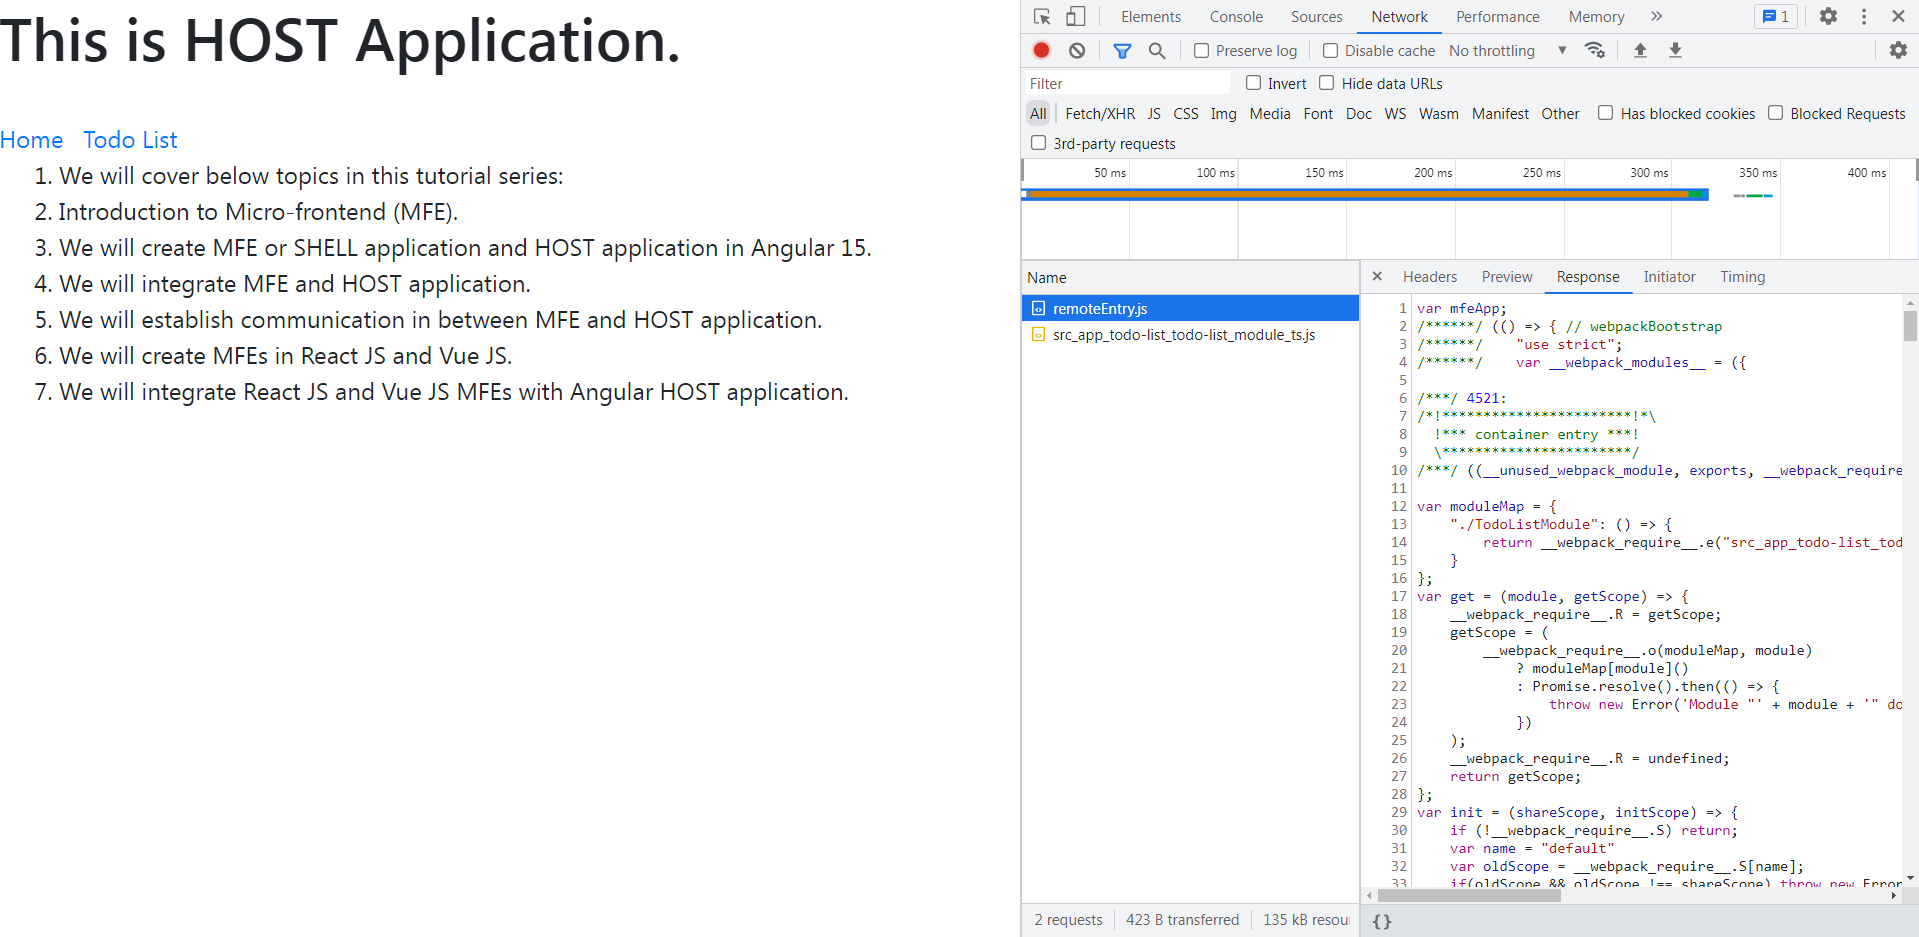 This is HOST Application.
Home Todo List
1. We will cover below topics in this tutorial series:
2. Introduction to Micro-frontend (MFE).
3. We will create MFE or SHELL application and HOST application in Angular 15.
4. We will integrate MFE and HOST application.
5. We will establish communication in between MFE and HOST application.
6. We will create MFEs in React JS and Vue JS.
7. We will integrate React JS and Vue JS MFEs with Angular HOST application.
Elements Console Sources Network Performance Memory 1
Preserve log Disable cache No throttling
Filter Invert Hide data URLs
All Fetch/XHR JS CSS Img Media Font Doc WS Wasm Manifest Other Has blocked cookies Blocked Requests
3rd-party requests
50 ms 100 ms 150 ms 200 ms 250 ms 300 ms 350 ms 400 ms
Name
remoteEntry.js
src_app_todo-list_todo-list_module_ts.js
2 requests 423 B transferred 135 kB resou
Headers Preview Response Initiator Timing
1 var mfeApp;
2 /******/ (() => { // webpackBootstrap
3 /******/ "use strict";
4 /******/ var __webpack_modules__ = ({
5
6 /***/ 4521:
7 /*!***********************!*\
8 !*** container entry ***!
9 \***********************/
10 /***/ ((__unused_webpack_module, exports, __webpack_require
11
12 var moduleMap = {
13 "./TodoListModule": () => {
14 return __webpack_require__.e("src_app_todo-list_tod
15 }
16 };
17 var get = (module, getScope) => {
18 __webpack_require__.R = getScope;
19 getScope = (
20 __webpack_require__.o(moduleMap, module)
21 ? moduleMap[module]()
22 : Promise.resolve().then(() => {
23 throw new Error('Module "' + module + '" do
24 })
25 );
26 __webpack_require__.R = undefined;
27 return getScope;
28 };
29 var init = (shareScope, initScope) => {
30 if (!__webpack_require__.S) return;
31 var name = "default"
32 var oldScope = __webpack_require__.S[name];
33 if(oldScope && oldScope !== shareScope) throw new Error
{}